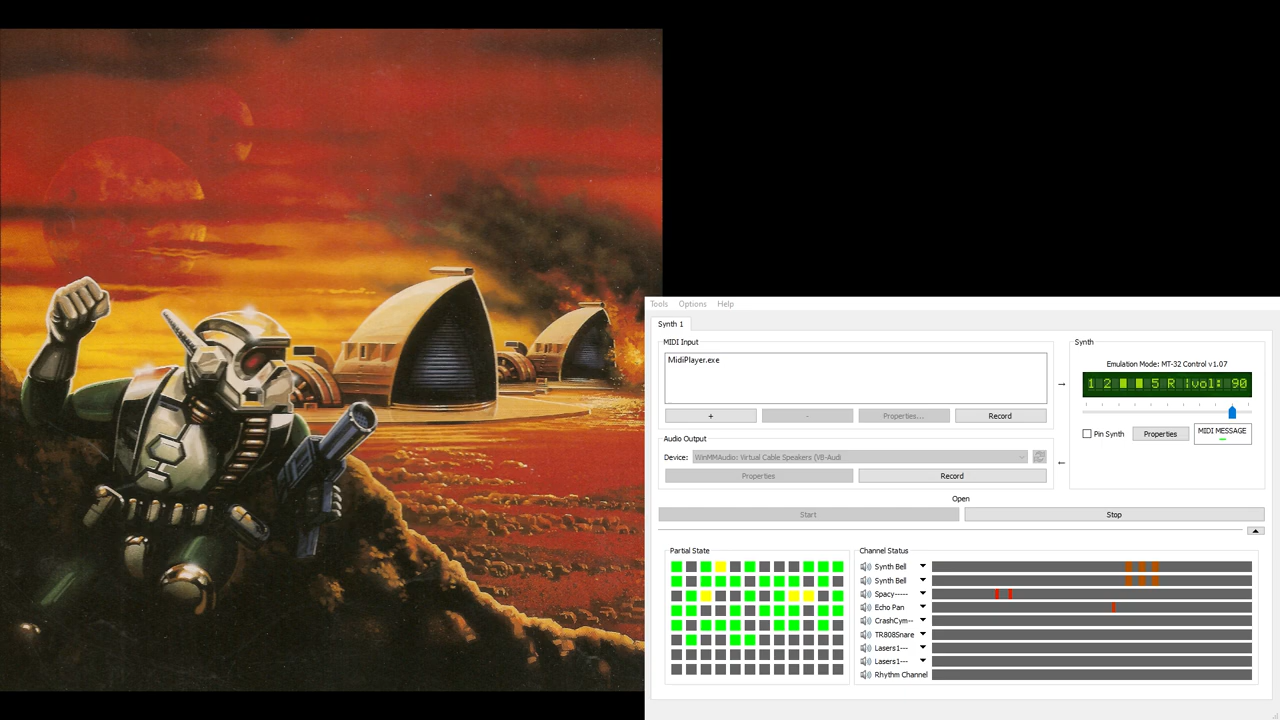 Tools Options Help
Synth 1
MIDI Input
MidiPlayer.exe
+ - Properties... Record
Audio Output
Device: WinMMAudio: Virtual Cable Speakers (VB-Audi
Properties Record
Synth
Emulation Mode: MT-32 Control v1.07
1 2 5 R |vol: 90
Pin Synth Properties MIDI MESSAGE
Open
Start Stop
Partial State
Channel Status
Synth Bell
Synth Bell
Spacy-----
Echo Pan
CrashCym--
TR808Snare
Lasers1---
Lasers1---
Rhythm Channel